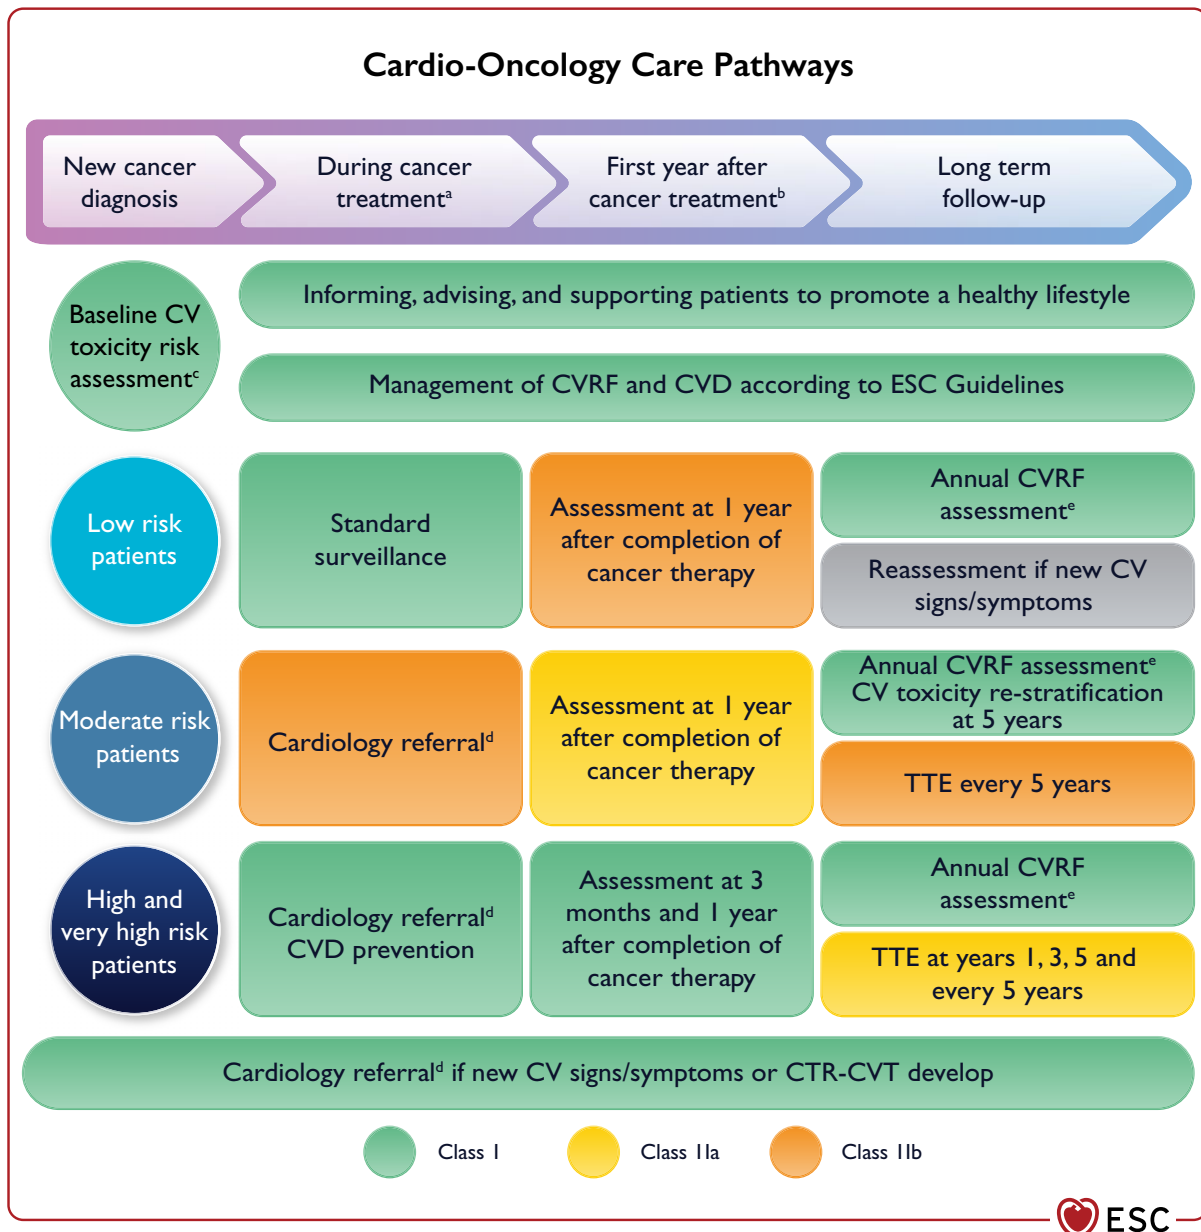 Cardio-Oncology Care Pathways
New cancer
diagnosis
During cancer
treatmentᵃ
First year after
cancer treatmentᵇ
Long term
follow-up
Baseline CV
toxicity risk
assessmentᶜ
Informing, advising, and supporting patients to promote a healthy lifestyle
Management of CVRF and CVD according to ESC Guidelines
Low risk
patients
Standard
surveillance
Assessment at 1 year
after completion of
cancer therapy
Annual CVRF
assessmentᵉ
Reassessment if new CV
signs/symptoms
Moderate risk
patients
Cardiology referralᵈ
Assessment at 1 year
after completion of
cancer therapy
Annual CVRF assessmentᵉ
CV toxicity re-stratification
at 5 years
TTE every 5 years
High and
very high risk
patients
Cardiology referralᵈ
CVD prevention
Assessment at 3
months and 1 year
after completion of
cancer therapy
Annual CVRF
assessmentᵉ
TTE at years 1, 3, 5 and
every 5 years
Cardiology referralᵈ if new CV signs/symptoms or CTR-CVT develop
Class I
Class IIa
Class IIb
ESC